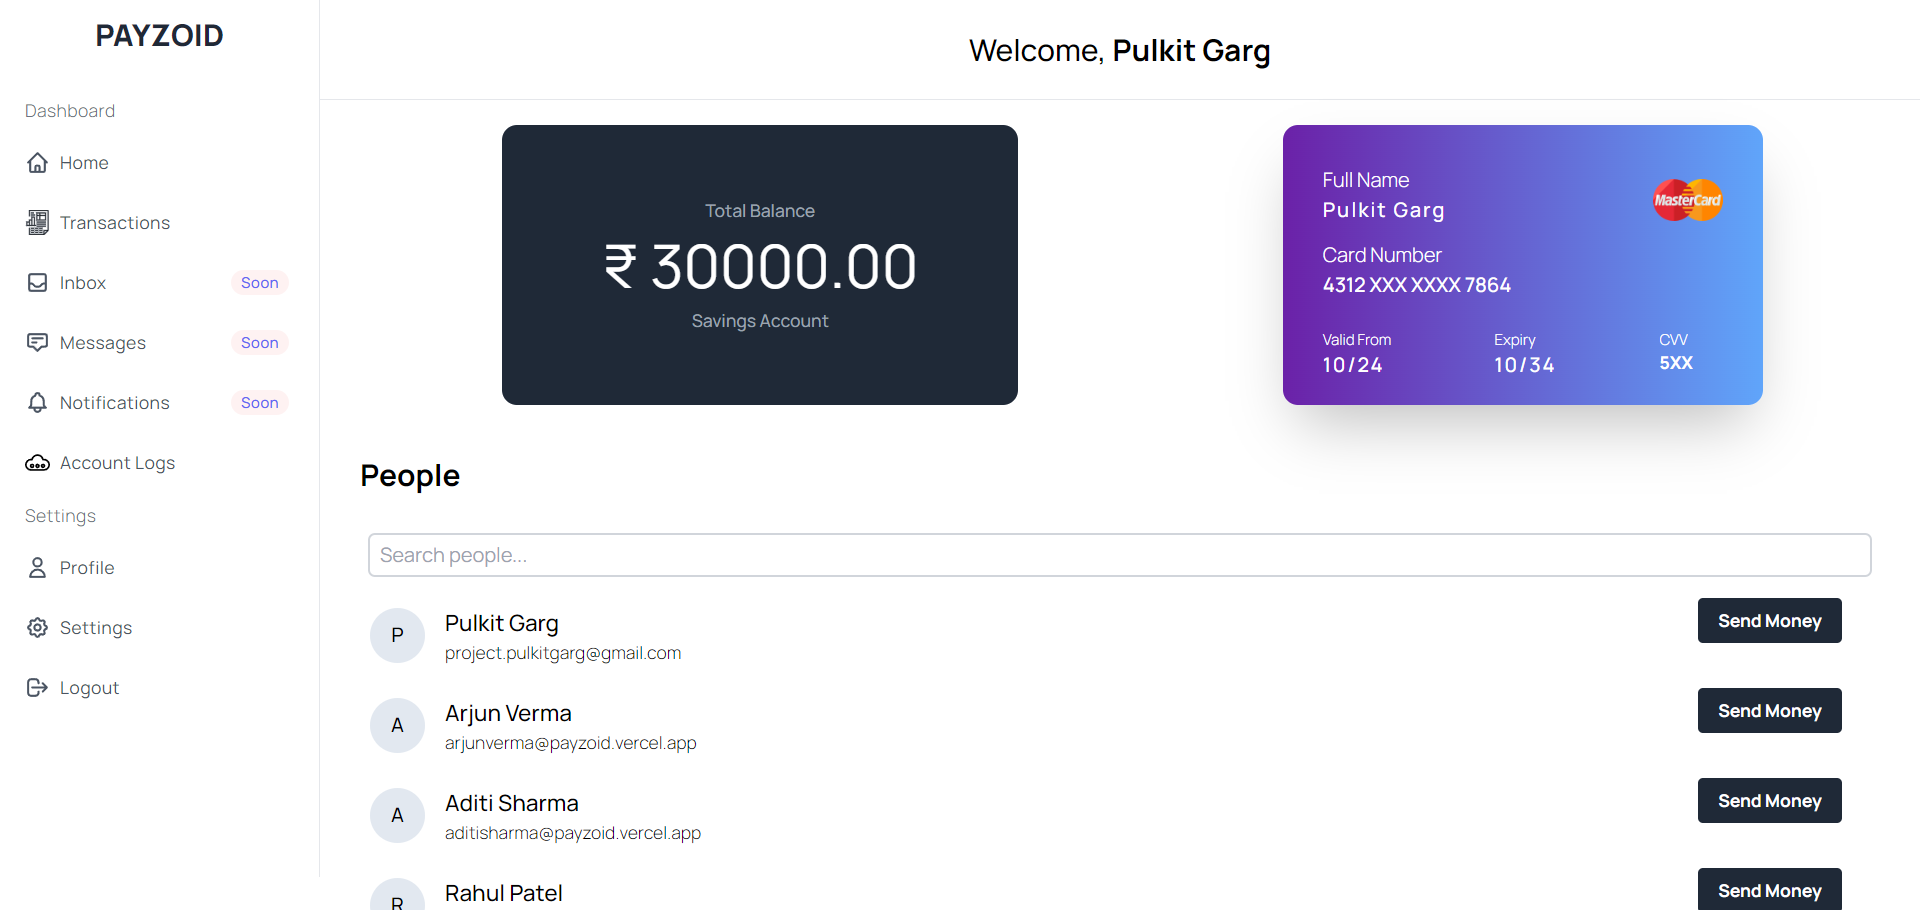 PAYZOID
Dashboard
Home
Transactions
Inbox Soon
Messages Soon
Notifications Soon
Account Logs
Settings
Profile
Settings
Logout
Welcome, Pulkit Garg
Total Balance
₹ 30000.00
Savings Account
Full Name
Pulkit Garg
MasterCard
Card Number
4312 XXX XXXX 7864
Valid From Expiry CVV
10/24 10/34 5XX
People
Search people...
P
Pulkit Garg
project.pulkitgarg@gmail.com
Send Money
A
Arjun Verma
arjunverma@payzoid.vercel.app
Send Money
A
Aditi Sharma
aditisharma@payzoid.vercel.app
Send Money
R
Rahul Patel
Send Money